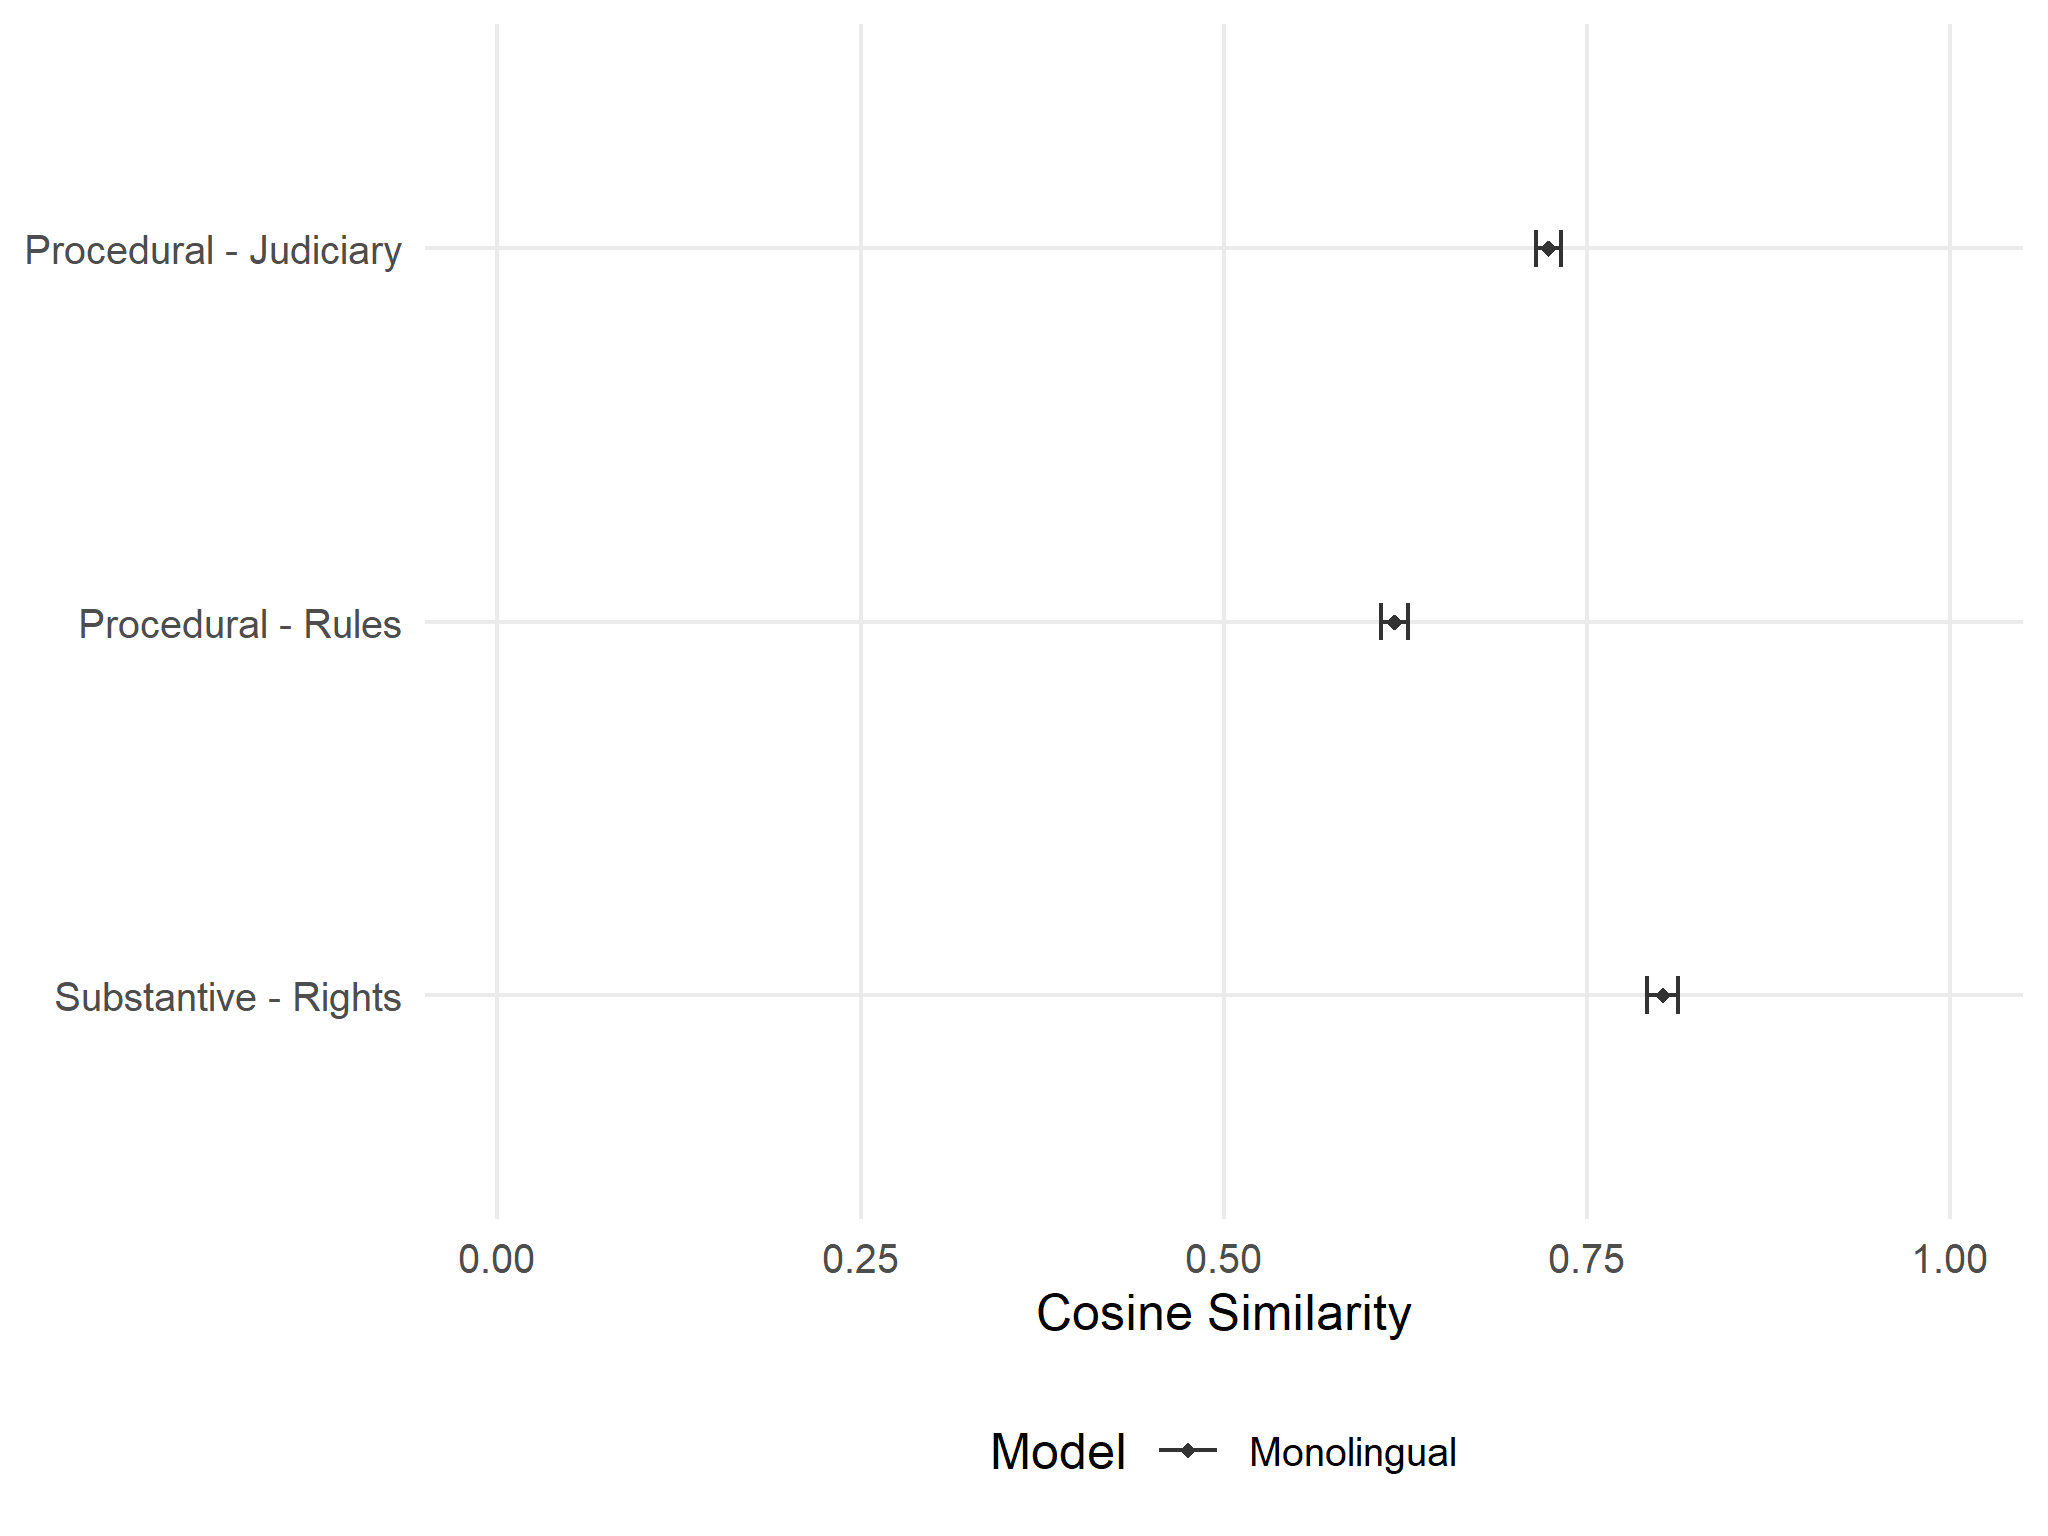 Procedural - Judiciary
Procedural - Rules
Substantive - Rights
0.00 0.25 0.50 0.75 1.00
Cosine Similarity
Model Monolingual